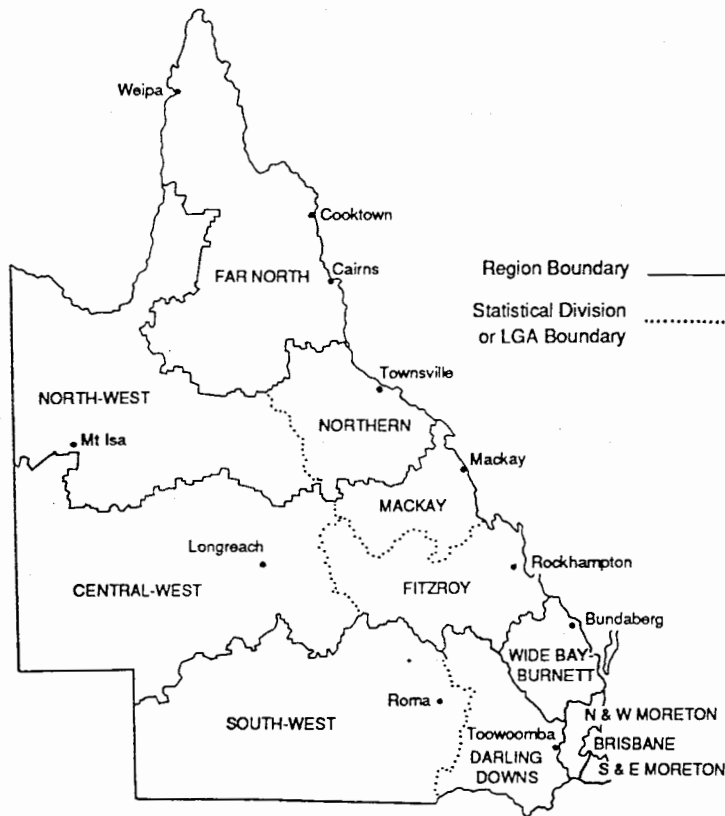 Weipa
Cooktown
Cairns
FAR NORTH
Region Boundary
Statistical Division
or LGA Boundary
Townsville
NORTH-WEST
NORTHERN
Mt Isa
Mackay
MACKAY
Longreach
Rockhampton
CENTRAL-WEST
FITZROY
Bundaberg
WIDE BAY-
BURNETT
Roma
N & W MORETON
SOUTH-WEST
Toowoomba
BRISBANE
DARLING
DOWNS
S & E MORETON